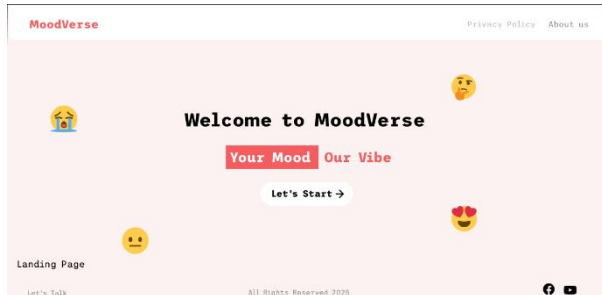 MoodVerse
Privacy Policy About us
Welcome to MoodVerse
Your Mood Our Vibe
Let's Start →
Landing Page
Let's Talk
All Rights Reserved 2025